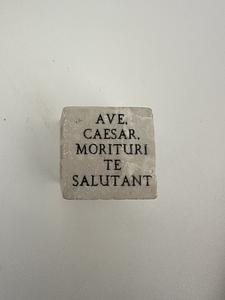 AVE,
CAESAR,
MORITURI
TE
SALUTANT